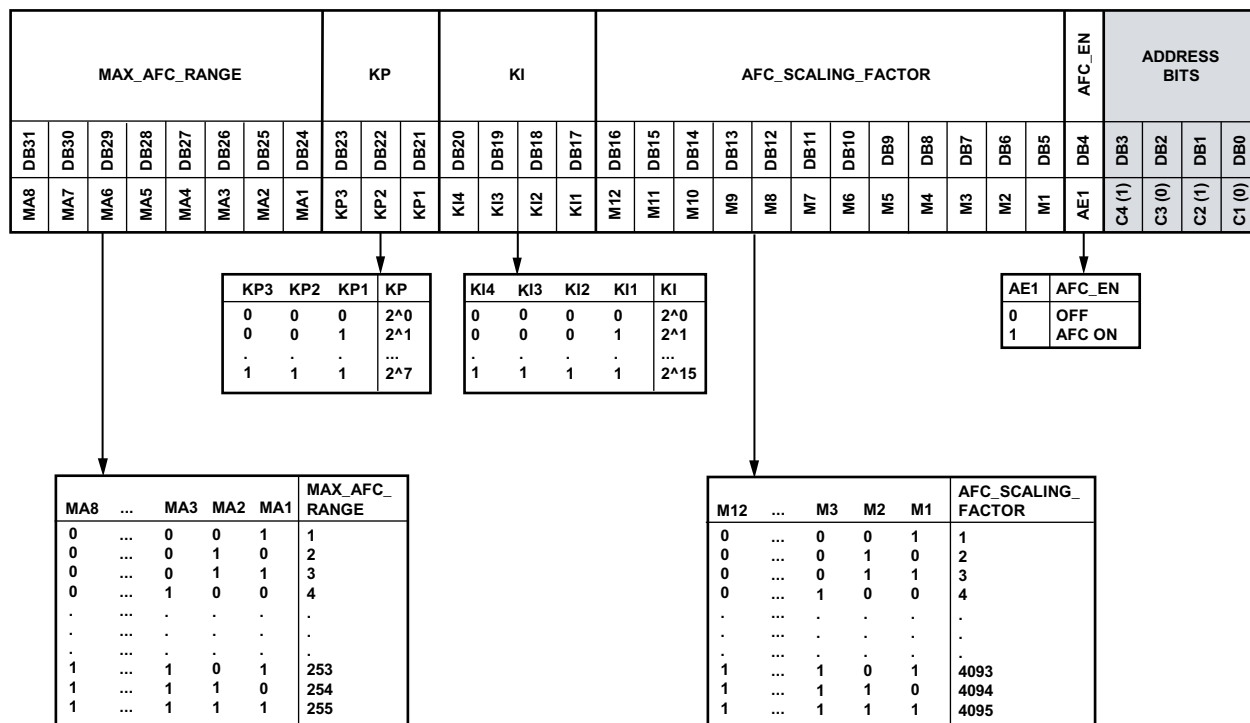 MAX_AFC_RANGE KP KI AFC_SCALING_FACTOR AFC_EN ADDRESS
BITS
DB31 DB30 DB29 DB28 DB27 DB26 DB25 DB24 DB23 DB22 DB21 DB20 DB19 DB18 DB17 DB16 DB15 DB14 DB13 DB12 DB11 DB10 DB9 DB8 DB7 DB6 DB5 DB4 DB3 DB2 DB1 DB0
MA8 MA7 MA6 MA5 MA4 MA3 MA2 MA1 KP3 KP2 KP1 KI4 KI3 KI2 KI1 M12 M11 M10 M9 M8 M7 M6 M5 M4 M3 M2 M1 AE1 C4 (1) C3 (0) C2 (1) C1 (0)
KP3 KP2 KP1 KP
0 0 0 2^0
0 0 1 2^1
. . . ...
1 1 1 2^7
KI4 KI3 KI2 KI1 KI
0 0 0 0 2^0
0 0 0 1 2^1
. . . . ...
1 1 1 1 2^15
AE1 AFC_EN
0 OFF
1 AFC ON
MAX_AFC_
MA8 ... MA3 MA2 MA1 RANGE
0 ... 0 0 1 1
0 ... 0 1 0 2
0 ... 0 1 1 3
0 ... 1 0 0 4
. ... . . . .
. ... . . . .
. ... . . . .
1 ... 1 0 1 253
1 ... 1 1 0 254
1 ... 1 1 1 255
AFC_SCALING_
M12 ... M3 M2 M1 FACTOR
0 ... 0 0 1 1
0 ... 0 1 0 2
0 ... 0 1 1 3
0 ... 1 0 0 4
. ... . . . .
. ... . . . .
. ... . . . .
1 ... 1 0 1 4093
1 ... 1 1 0 4094
1 ... 1 1 1 4095